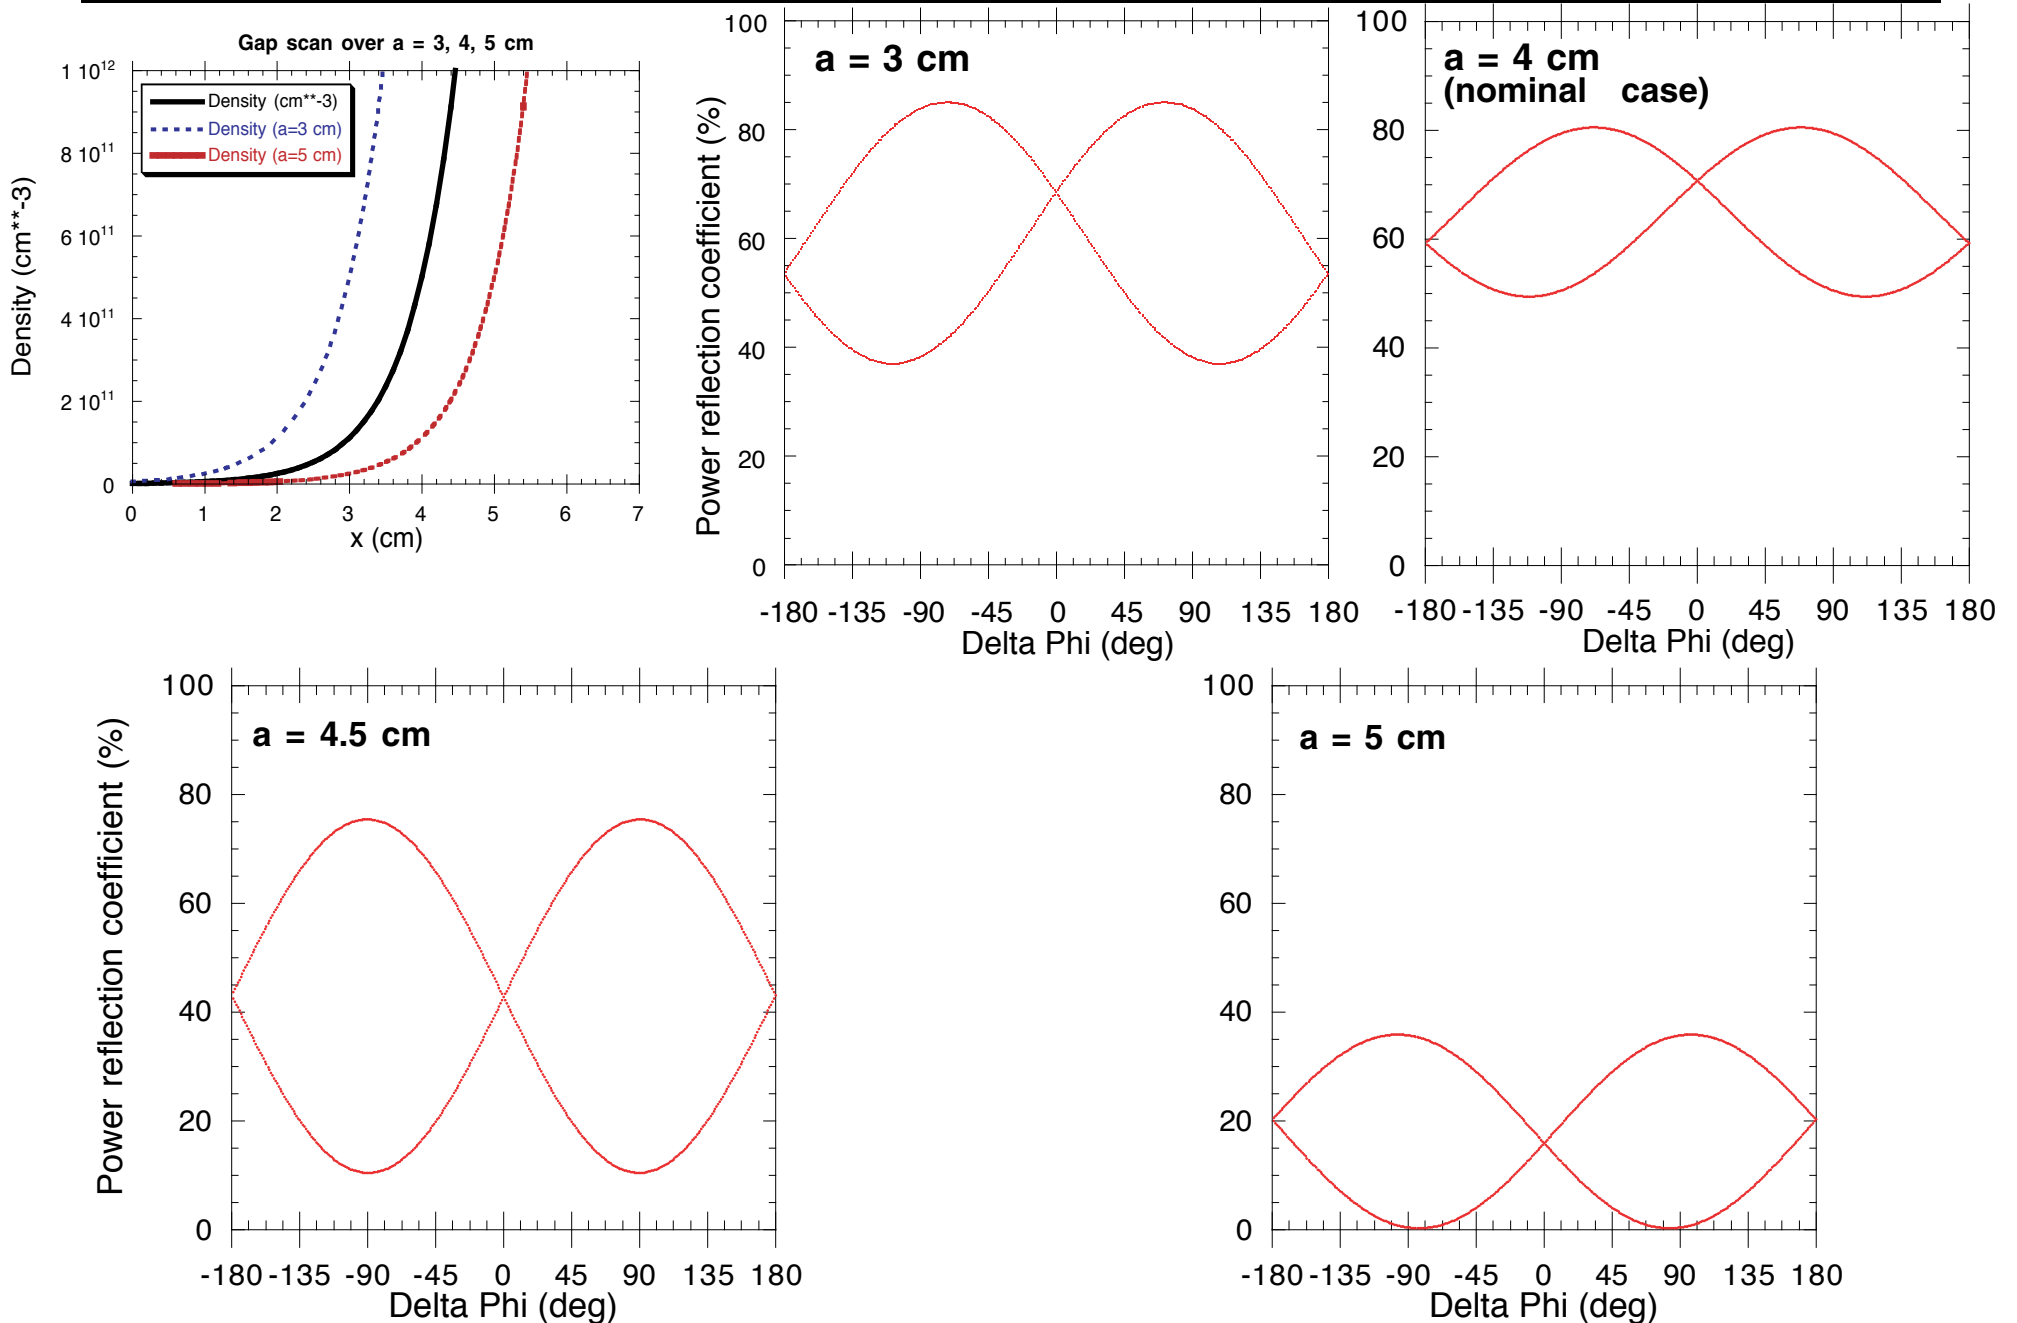 Gap scan over a = 3, 4, 5 cm
1 10^12
8 10^11
6 10^11
4 10^11
2 10^11
0
Density (cm**-3)
Density (cm**-3)
Density (a=3 cm)
Density (a=5 cm)
0 1 2 3 4 5 6 7
x (cm)
a = 3 cm
100
80
60
40
20
0
Power reflection coefficient (%)
-180 -135 -90 -45 0 45 90 135 180
Delta Phi (deg)
a = 4 cm
(nominal case)
100
80
60
40
20
0
-180 -135 -90 -45 0 45 90 135 180
Delta Phi (deg)
a = 4.5 cm
100
80
60
40
20
0
Power reflection coefficient (%)
-180 -135 -90 -45 0 45 90 135 180
Delta Phi (deg)
a = 5 cm
100
80
60
40
20
0
-180 -135 -90 -45 0 45 90 135 180
Delta Phi (deg)